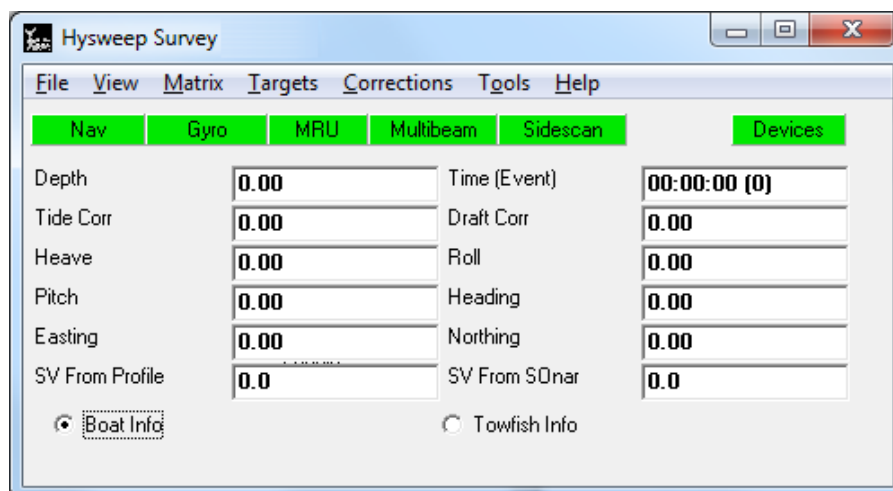 Hysweep Survey
File View Matrix Targets Corrections Tools Help
Nav Gyro MRU Multibeam Sidescan Devices
Depth 0.00 Time (Event) 00:00:00 (0)
Tide Corr 0.00 Draft Corr 0.00
Heave 0.00 Roll 0.00
Pitch 0.00 Heading 0.00
Easting 0.00 Northing 0.00
SV From Profile 0.0 SV From SOnar 0.0
Boat Info Towfish Info